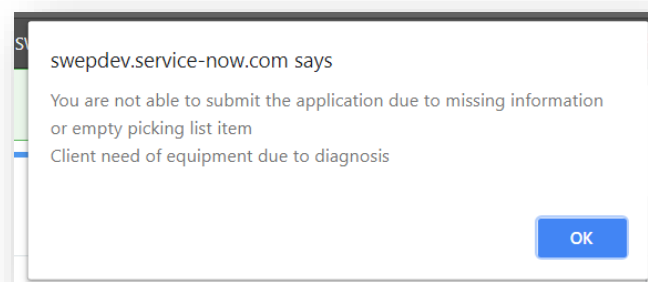 swepdev.service-now.com says
You are not able to submit the application due to missing information
or empty picking list item
Client need of equipment due to diagnosis
OK